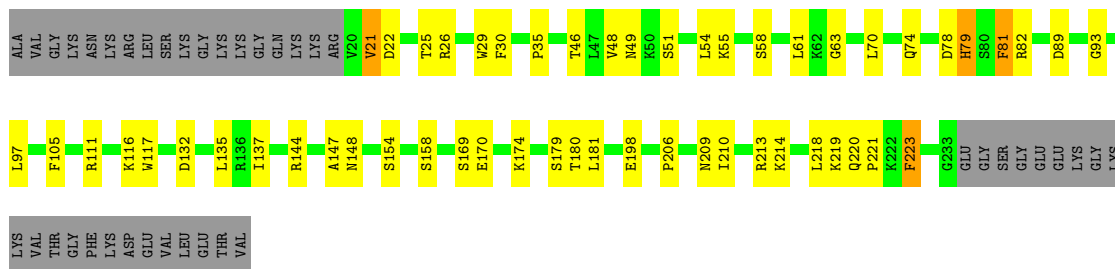 ALA VAL GLY LYS ASN LYS ARG LEU SER LYS GLY LYS LYS GLY GLN LYS LYS ARG V20 V21 D22 T25 R26 W29 F30 P35 T46 L47 V48 N49 K50 S51 L54 K55 S58 L61 K62 G63 L70 Q74 D78 H79 S80 F81 R82 D89 G93
L97 F105 R111 K116 W117 D132 L135 R136 I137 R144 A147 N148 S154 S158 S169 E170 K174 S179 T180 L181 E198 P206 N209 I210 R213 K214 L218 K219 Q220 P221 K222 F223 G233 GLU GLY SER GLY GLU GLU LYS GLY LYS
LYS VAL THR GLY PHE LYS ASP GLU VAL LEU GLU THR VAL